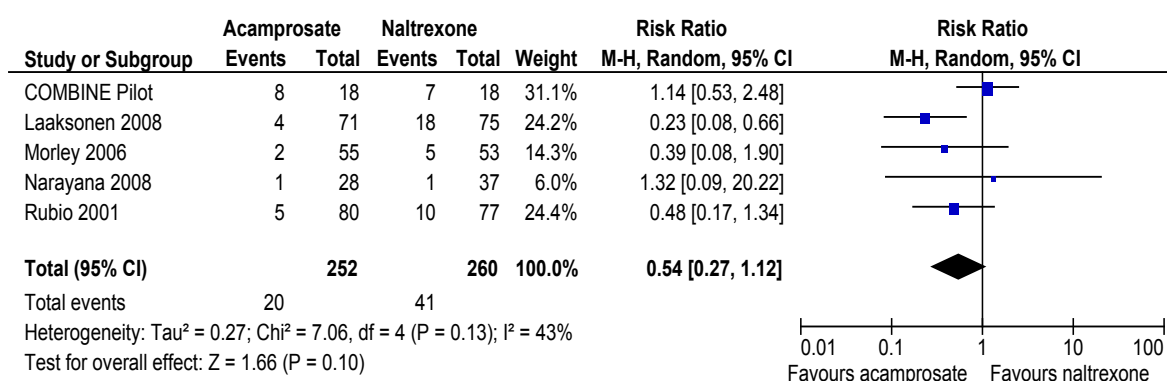 Acamprosate Naltrexone Risk Ratio Risk Ratio
Study or Subgroup Events Total Events Total Weight M-H, Random, 95% CI M-H, Random, 95% CI
COMBINE Pilot 8 18 7 18 31.1% 1.14 [0.53, 2.48]
Laaksonen 2008 4 71 18 75 24.2% 0.23 [0.08, 0.66]
Morley 2006 2 55 5 53 14.3% 0.39 [0.08, 1.90]
Narayana 2008 1 28 1 37 6.0% 1.32 [0.09, 20.22]
Rubio 2001 5 80 10 77 24.4% 0.48 [0.17, 1.34]
Total (95% CI) 252 260 100.0% 0.54 [0.27, 1.12]
Total events 20 41
Heterogeneity: Tau² = 0.27; Chi² = 7.06, df = 4 (P = 0.13); I² = 43%
Test for overall effect: Z = 1.66 (P = 0.10)
0.01 0.1 1 10 100
Favours acamprosate Favours naltrexone